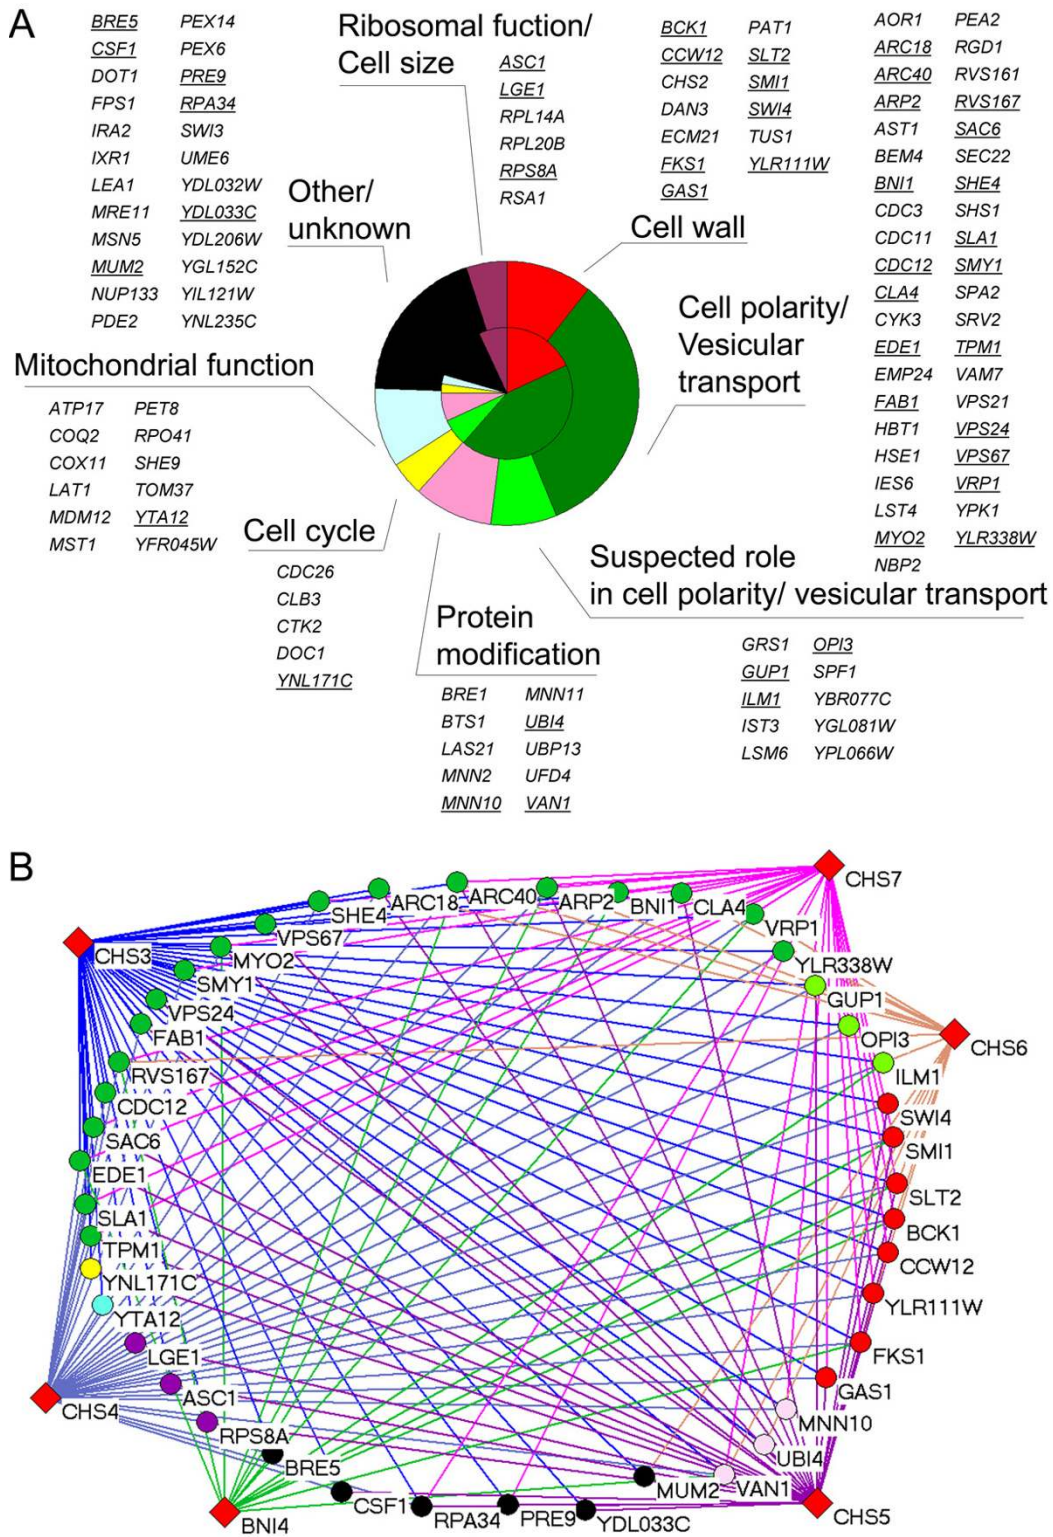 A
BRE5 PEX14
CSF1 PEX6
DOT1 PRE9
FPS1 RPA34
IRA2 SWI3
IXR1 UME6
LEA1 YDL032W
MRE11 YDL033C
MSN5 YDL206W
MUM2 YGL152C
NUP133 YIL121W
PDE2 YNL235C
Other/
unknown
Ribosomal fuction/
Cell size
ASC1
LGE1
RPL14A
RPL20B
RPS8A
RSA1
BCK1 PAT1
CCW12 SLT2
CHS2 SMI1
DAN3 SWI4
ECM21 TUS1
FKS1 YLR111W
GAS1
Cell wall
AOR1 PEA2
ARC18 RGD1
ARC40 RVS161
ARP2 RVS167
AST1 SAC6
BEM4 SEC22
BNI1 SHE4
CDC3 SHS1
CDC11 SLA1
CDC12 SMY1
CLA4 SPA2
CYK3 SRV2
EDE1 TPM1
EMP24 VAM7
FAB1 VPS21
HBT1 VPS24
HSE1 VPS67
IES6 VRP1
LST4 YPK1
MYO2 YLR338W
NBP2
Cell polarity/
Vesicular
transport
Mitochondrial function
ATP17 PET8
COQ2 RPO41
COX11 SHE9
LAT1 TOM37
MDM12 YTA12
MST1 YFR045W
Cell cycle
CDC26
CLB3
CTK2
DOC1
YNL171C
Protein
modification
BRE1 MNN11
BTS1 UBI4
LAS21 UBP13
MNN2 UFD4
MNN10 VAN1
Suspected role
in cell polarity/ vesicular transport
GRS1 OPI3
GUP1 SPF1
ILM1 YBR077C
IST3 YGL081W
LSM6 YPL066W
B
CHS7
CHS3
SHE4
ARC18
ARC40
ARP2
BNI1
CLA4
VRP1
VPS67
MYO2
YLR338W
SMY1
GUP1
VPS24
FAB1
OPI3
CHS6
RVS167
ILM1
CDC12
SWI4
SAC6
SMI1
EDE1
SLT2
SLA1
BCK1
TPM1
CCW12
YNL171C
YLR111W
YTA12
LGE1
FKS1
ASC1
GAS1
CHS4
MNN10
RPS8A
UBI4
BRE5
MUM2
VAN1
CSF1
RPA34
PRE9
YDL033C
BNI4
CHS5